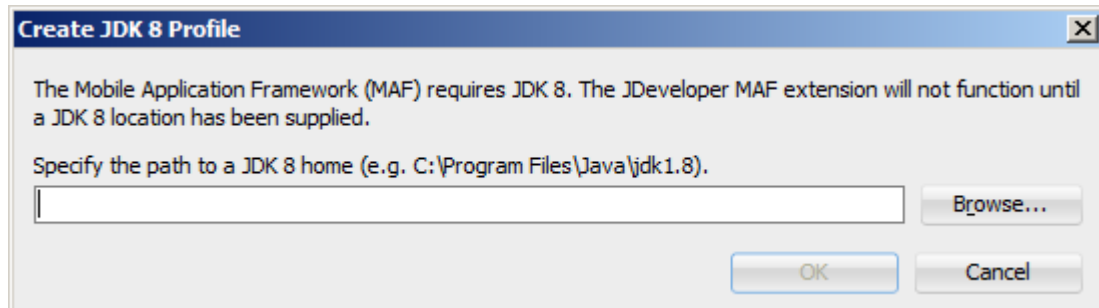 Create JDK 8 Profile
The Mobile Application Framework (MAF) requires JDK 8. The JDeveloper MAF extension will not function until
a JDK 8 location has been supplied.
Specify the path to a JDK 8 home (e.g. C:\Program Files\Java\jdk1.8).
Browse...
OK
Cancel